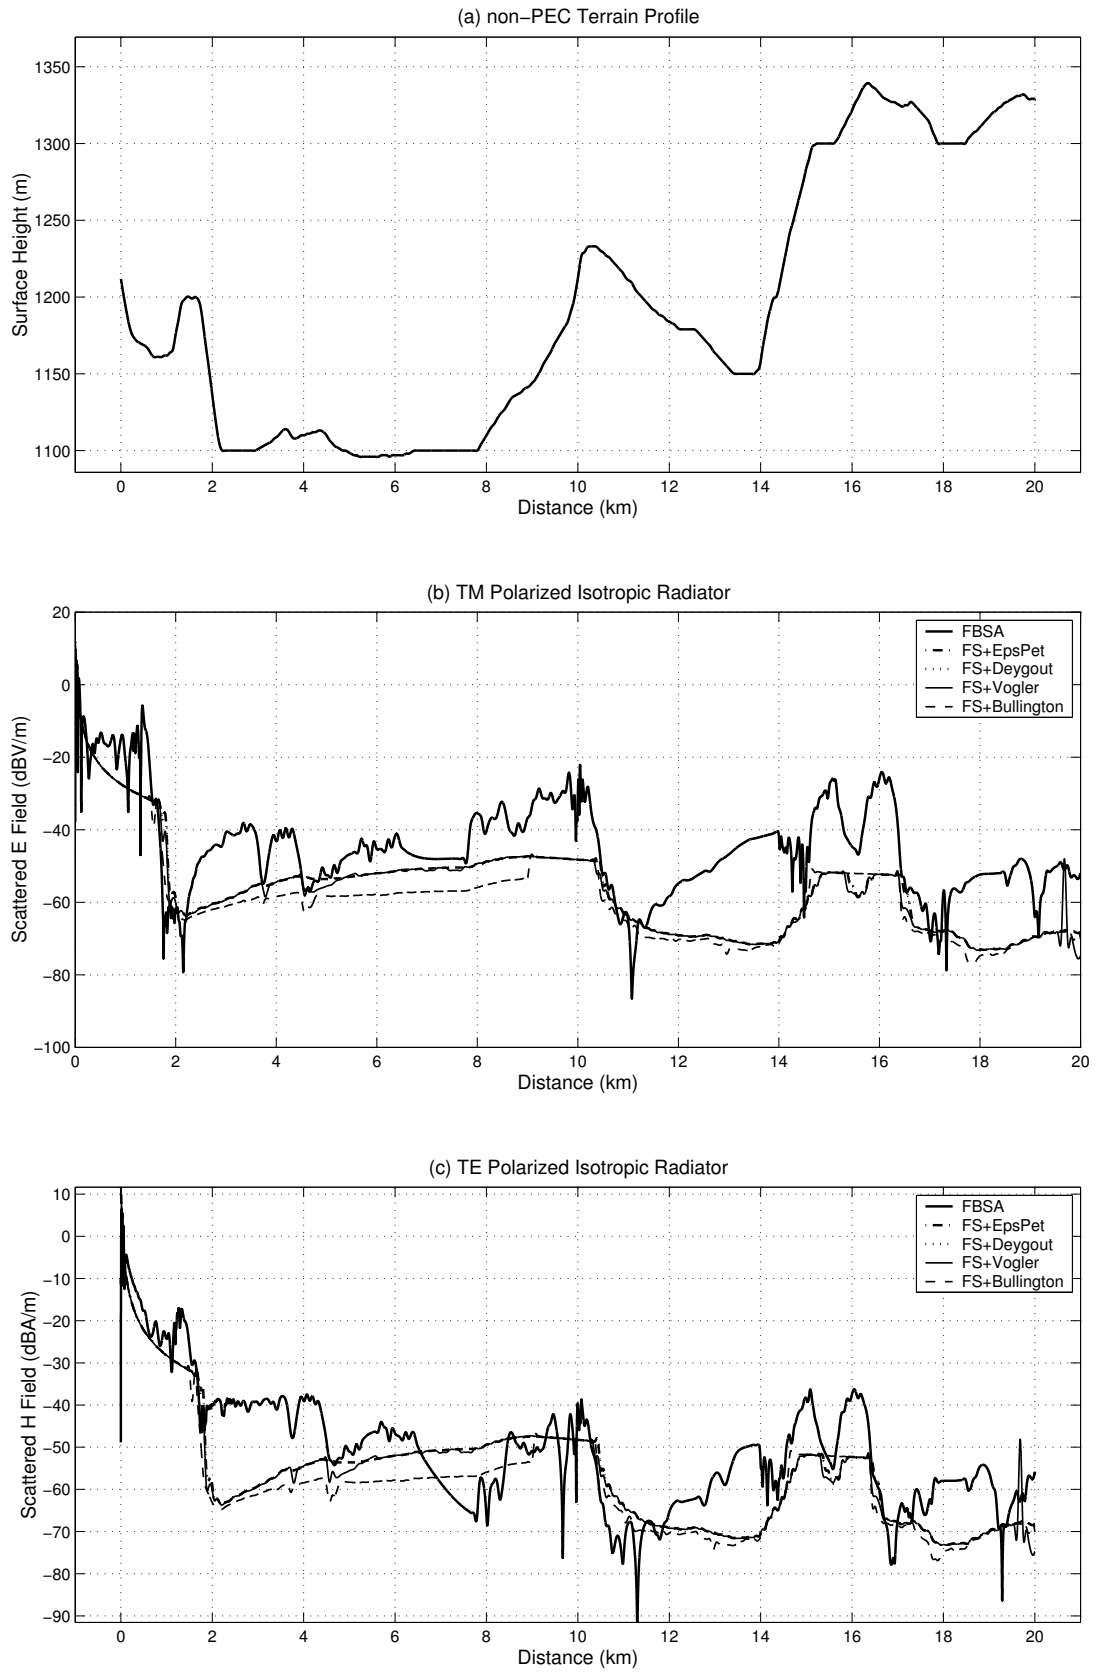 (a) non−PEC Terrain Profile
1350
1300
1250
1200
1150
1100
Surface Height (m)
0 2 4 6 8 10 12 14 16 18 20
Distance (km)
(b) TM Polarized Isotropic Radiator
20
0
−20
−40
−60
−80
−100
Scattered E Field (dBV/m)
FBSA
FS+EpsPet
FS+Deygout
FS+Vogler
FS+Bullington
0 2 4 6 8 10 12 14 16 18 20
Distance (km)
(c) TE Polarized Isotropic Radiator
10
0
−10
−20
−30
−40
−50
−60
−70
−80
−90
Scattered H Field (dBA/m)
FBSA
FS+EpsPet
FS+Deygout
FS+Vogler
FS+Bullington
0 2 4 6 8 10 12 14 16 18 20
Distance (km)